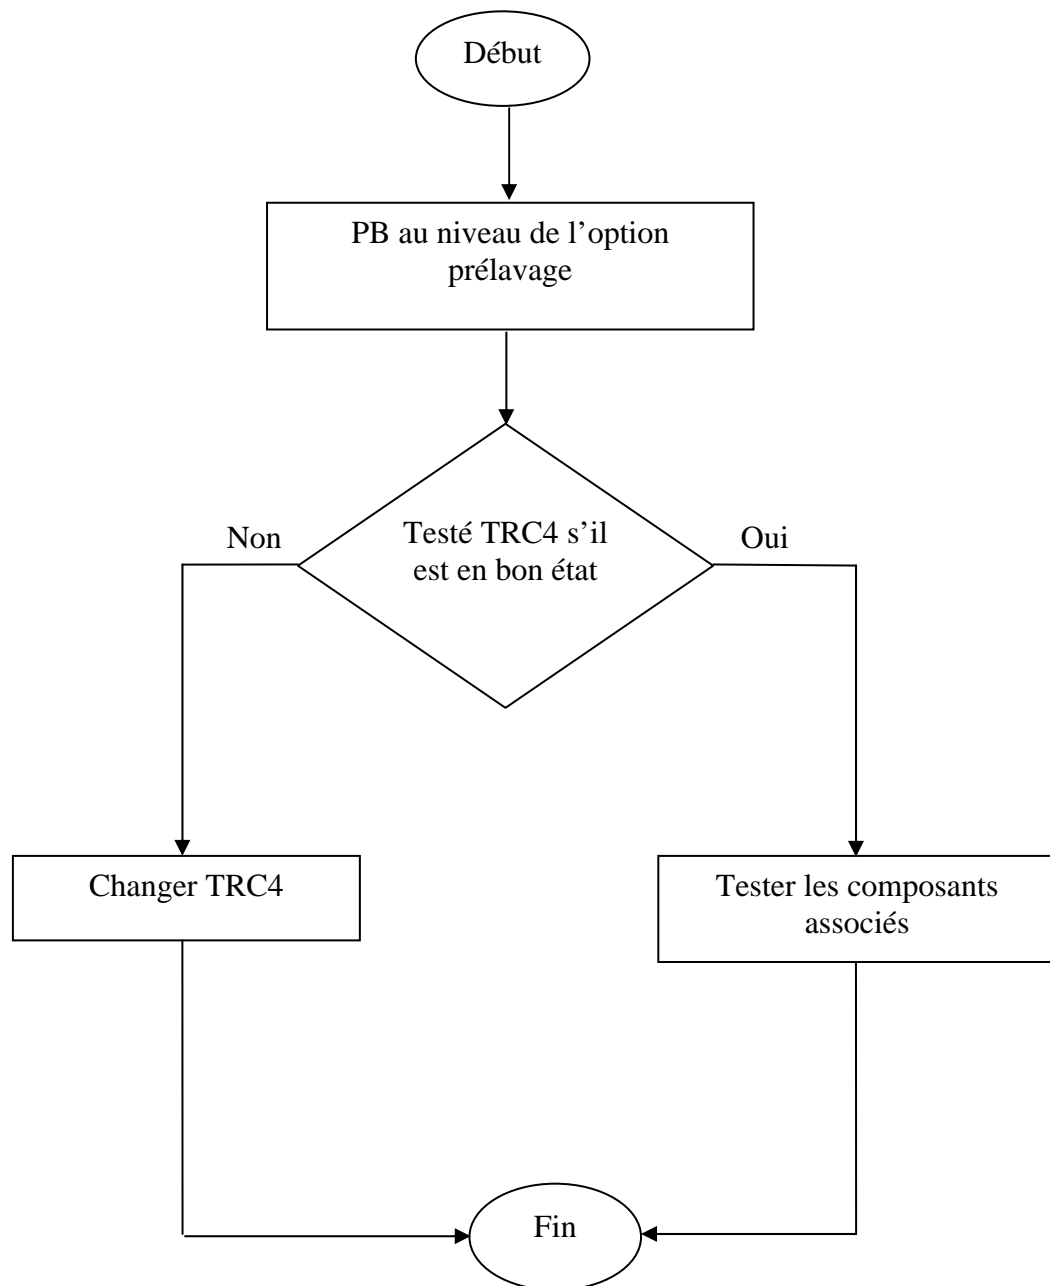 Début
PB au niveau de l’option
prélavage
Non
Testé TRC4 s’il
est en bon état
Oui
Changer TRC4
Tester les composants
associés
Fin